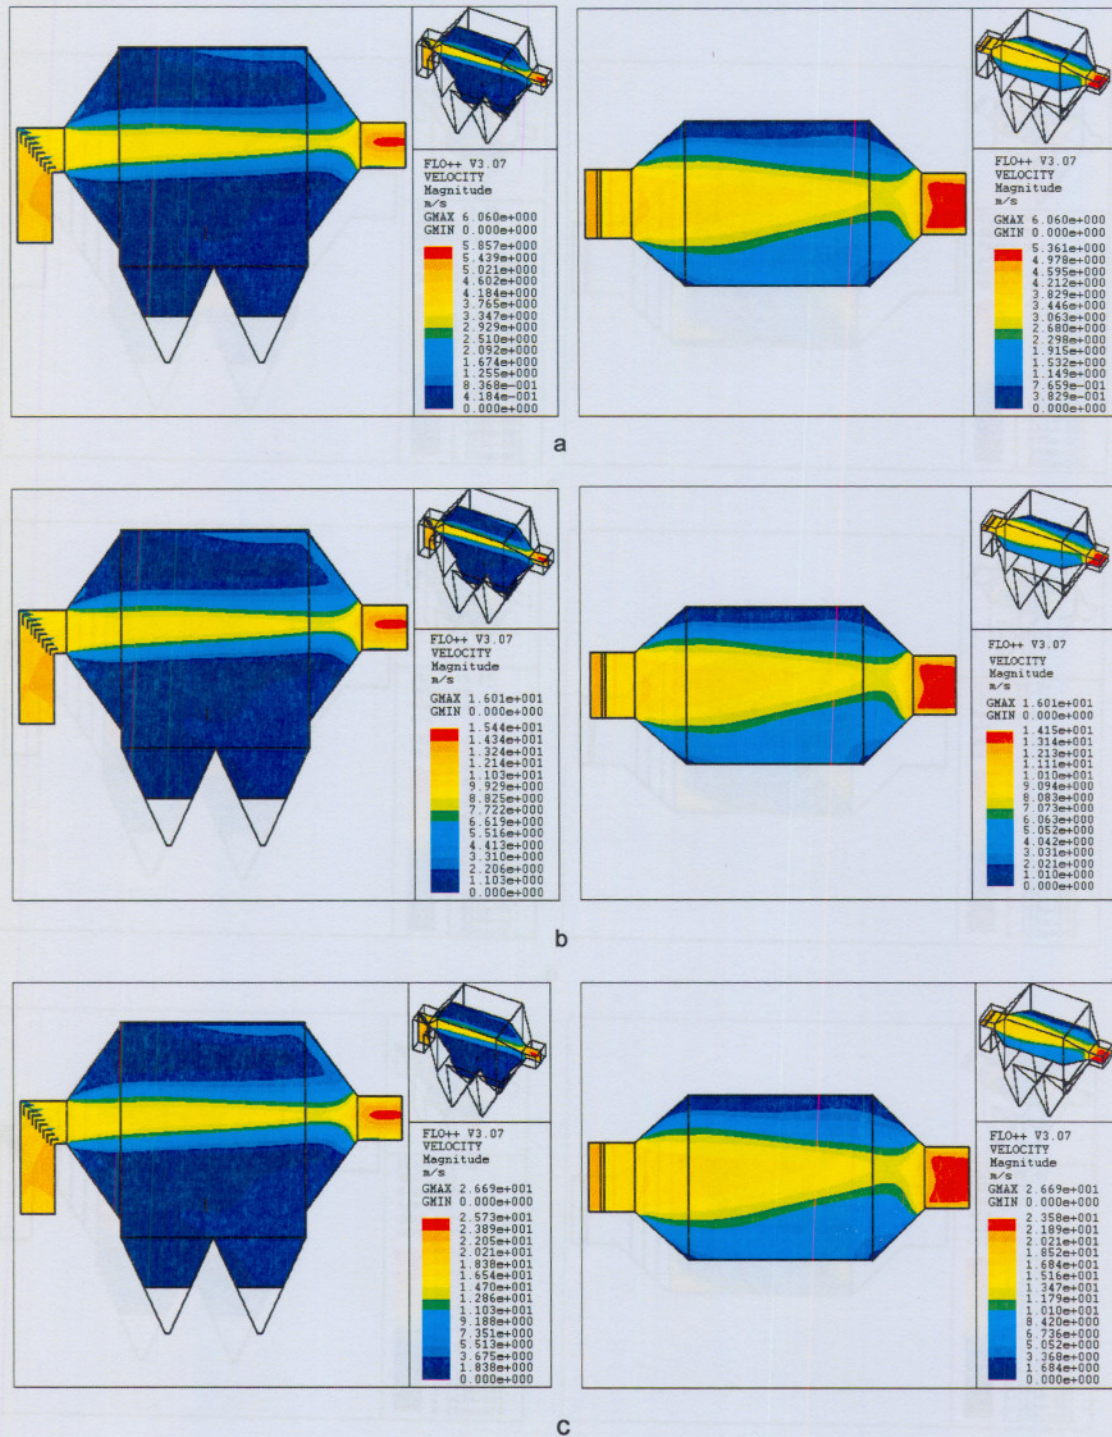 FLO++ V3.07
VELOCITY
Magnitude
m/s
GMAX 6.060e+000
GMIN 0.000e+000
5.857e+000
5.439e+000
5.021e+000
4.602e+000
4.184e+000
3.765e+000
3.347e+000
2.929e+000
2.510e+000
2.092e+000
1.674e+000
1.255e+000
8.368e-001
4.184e-001
0.000e+000
FLO++ V3.07
VELOCITY
Magnitude
m/s
GMAX 6.060e+000
GMIN 0.000e+000
5.361e+000
4.978e+000
4.595e+000
4.212e+000
3.829e+000
3.446e+000
3.063e+000
2.680e+000
2.298e+000
1.915e+000
1.532e+000
1.149e+000
7.659e-001
3.829e-001
0.000e+000
a
FLO++ V3.07
VELOCITY
Magnitude
m/s
GMAX 1.601e+001
GMIN 0.000e+000
1.544e+001
1.434e+001
1.324e+001
1.214e+001
1.103e+001
9.929e+000
8.825e+000
7.722e+000
6.619e+000
5.516e+000
4.413e+000
3.310e+000
2.206e+000
1.103e+000
0.000e+000
FLO++ V3.07
VELOCITY
Magnitude
m/s
GMAX 1.601e+001
GMIN 0.000e+000
1.415e+001
1.314e+001
1.213e+001
1.111e+001
1.010e+001
9.094e+000
8.083e+000
7.073e+000
6.063e+000
5.052e+000
4.042e+000
3.031e+000
2.021e+000
1.010e+000
0.000e+000
b
FLO++ V3.07
VELOCITY
Magnitude
m/s
GMAX 2.669e+001
GMIN 0.000e+000
2.573e+001
2.389e+001
2.205e+001
2.021e+001
1.838e+001
1.654e+001
1.470e+001
1.286e+001
1.103e+001
9.188e+000
7.351e+000
5.513e+000
3.675e+000
1.838e+000
0.000e+000
FLO++ V3.07
VELOCITY
Magnitude
m/s
GMAX 2.669e+001
GMIN 0.000e+000
2.358e+001
2.189e+001
2.021e+001
1.852e+001
1.684e+001
1.516e+001
1.347e+001
1.179e+001
1.010e+001
8.420e+000
6.736e+000
5.052e+000
3.368e+000
1.684e+000
0.000e+000
c